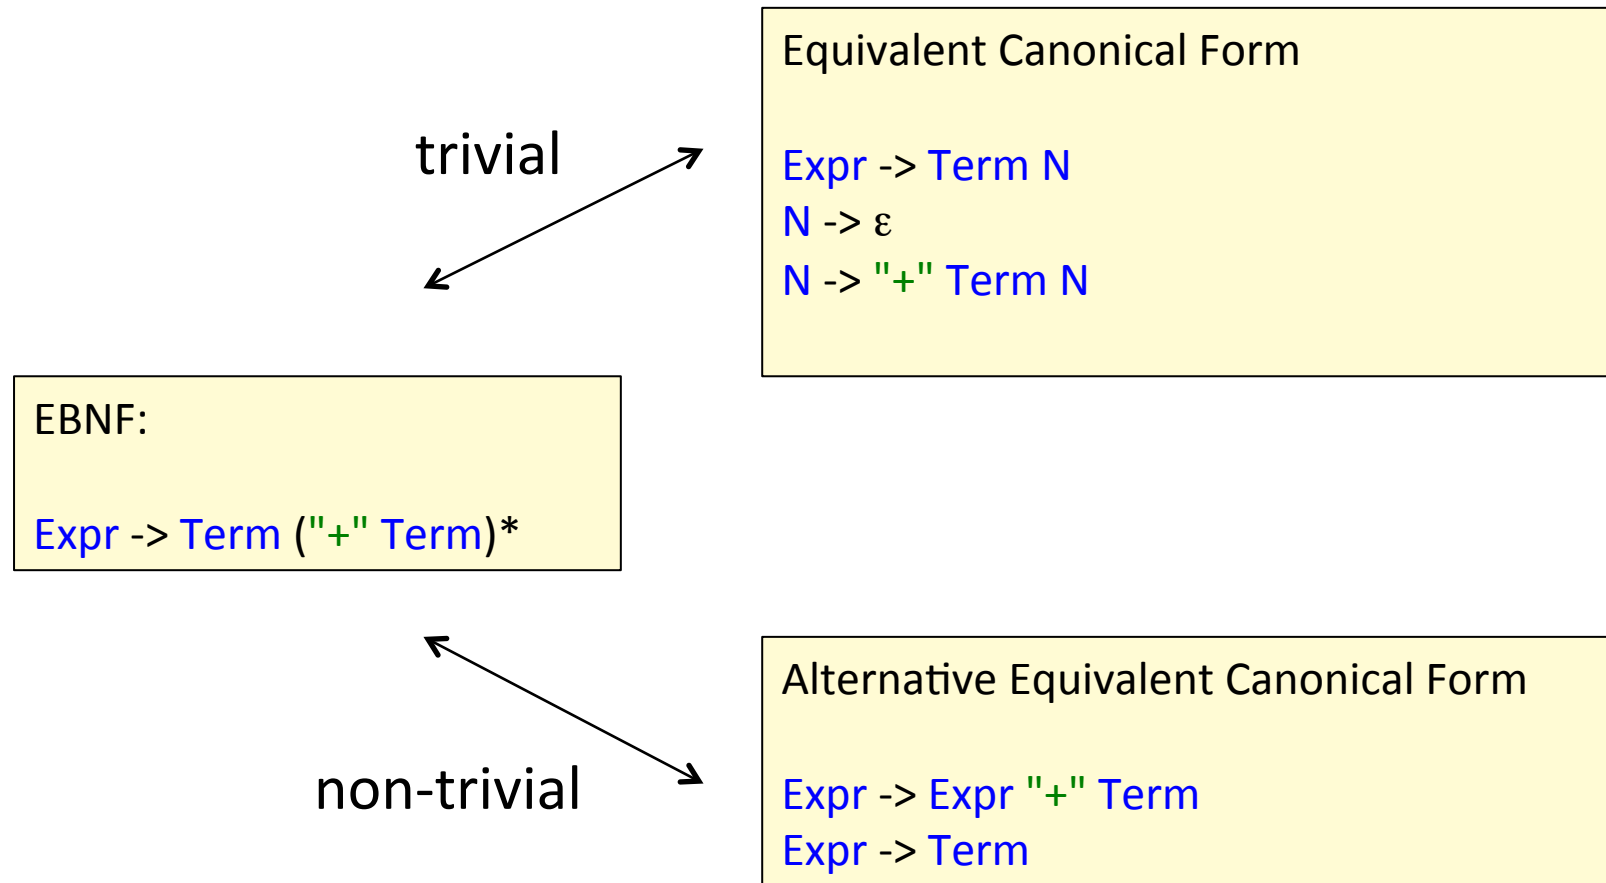 Equivalent Canonical Form
trivial
Expr -> Term N
N -> ε
N -> "+" Term N
EBNF:
Expr -> Term ("+" Term)*
Alternative Equivalent Canonical Form
non-trivial
Expr -> Expr "+" Term
Expr -> Term